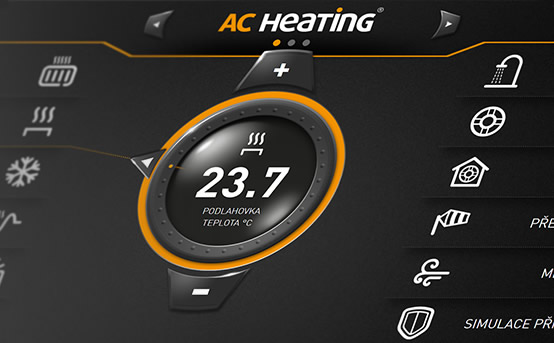 AC HEATING®
+
23.7
PODLAHOVKA
TEPLOTA °C
-
SIMULACE